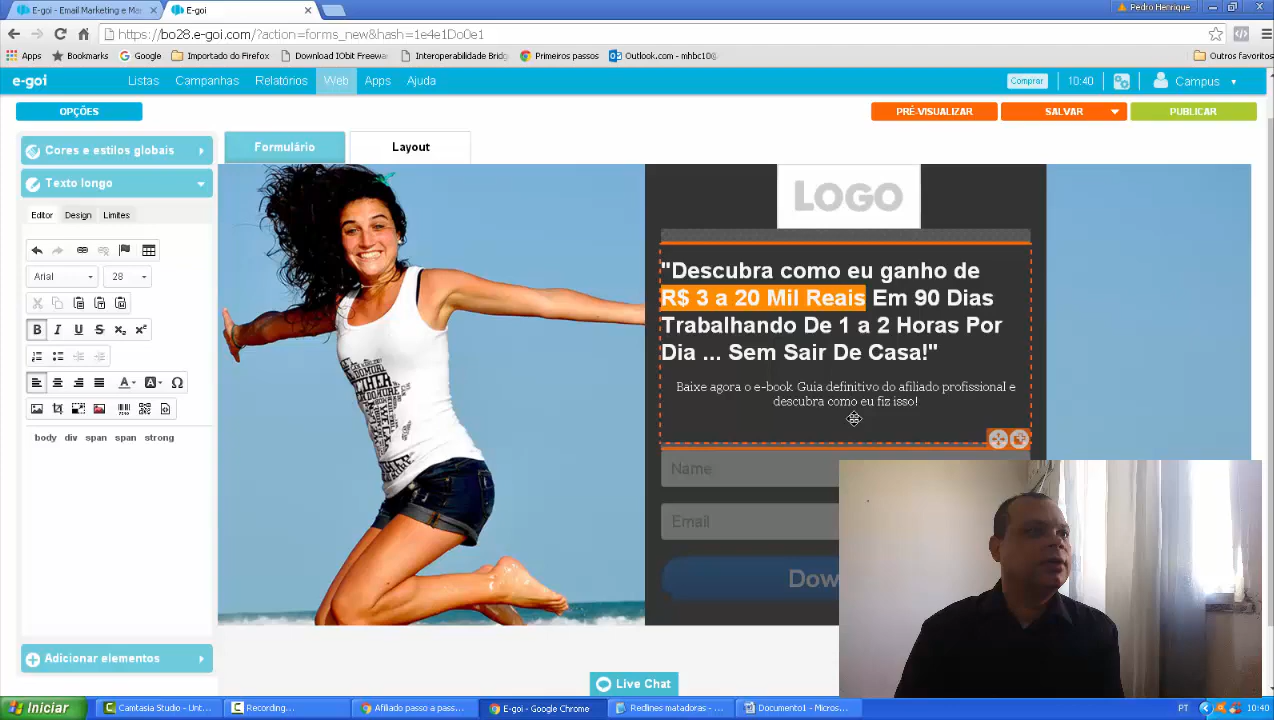 E-goi - Email Marketing e Ma
E-goi
Pedro Henrique
https://bo28.e-goi.com/?action=forms_new&hash=1e4e1Do0e1
Apps
Bookmarks
Google
Importado do Firefox
Download IObit Freewar
Interoperabilidade Bridg
Primeiros passos
Outlook.com - mhbc10@
Outros favoritos
e-goi
Listas
Campanhas
Relatórios
Web
Apps
Ajuda
Comprar
10:40
Campus
OPÇÕES
PRÉ-VISUALIZAR
SALVAR
PUBLICAR
Cores e estilos globais
Formulário
Layout
Texto longo
Editor
Design
Limites
Arial
28
B I U S x₂ x²
A
A
Ω
body div span span strong
Adicionar elementos
LOGO
"Descubra como eu ganho de
R$ 3 a 20 Mil Reais Em 90 Dias
Trabalhando De 1 a 2 Horas Por
Dia ... Sem Sair De Casa!"
Baixe agora o e-book Guia definitivo do afiliado profissional e
descubra como eu fiz isso!
Name
Email
Dow
Live Chat
Iniciar
Camtasia Studio - Unt...
Recording...
Afiliado passo a pass...
E-goi - Google Chrome
Redlines matadoras - ...
Documento1 - Micros...
PT
10:40